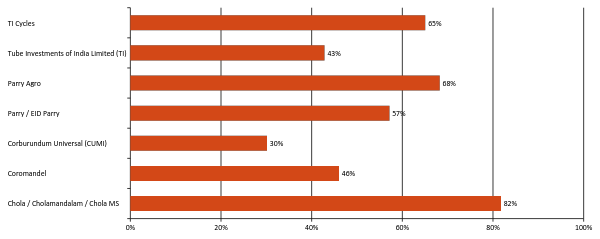 TI Cycles 65%
Tube Investments of India Limited (TI) 43%
Parry Agro 68%
Parry / EID Parry 57%
Corburundum Universal (CUMI) 30%
Coromandel 46%
Chola / Cholamandalam / Chola MS 82%
0% 20% 40% 60% 80% 100%